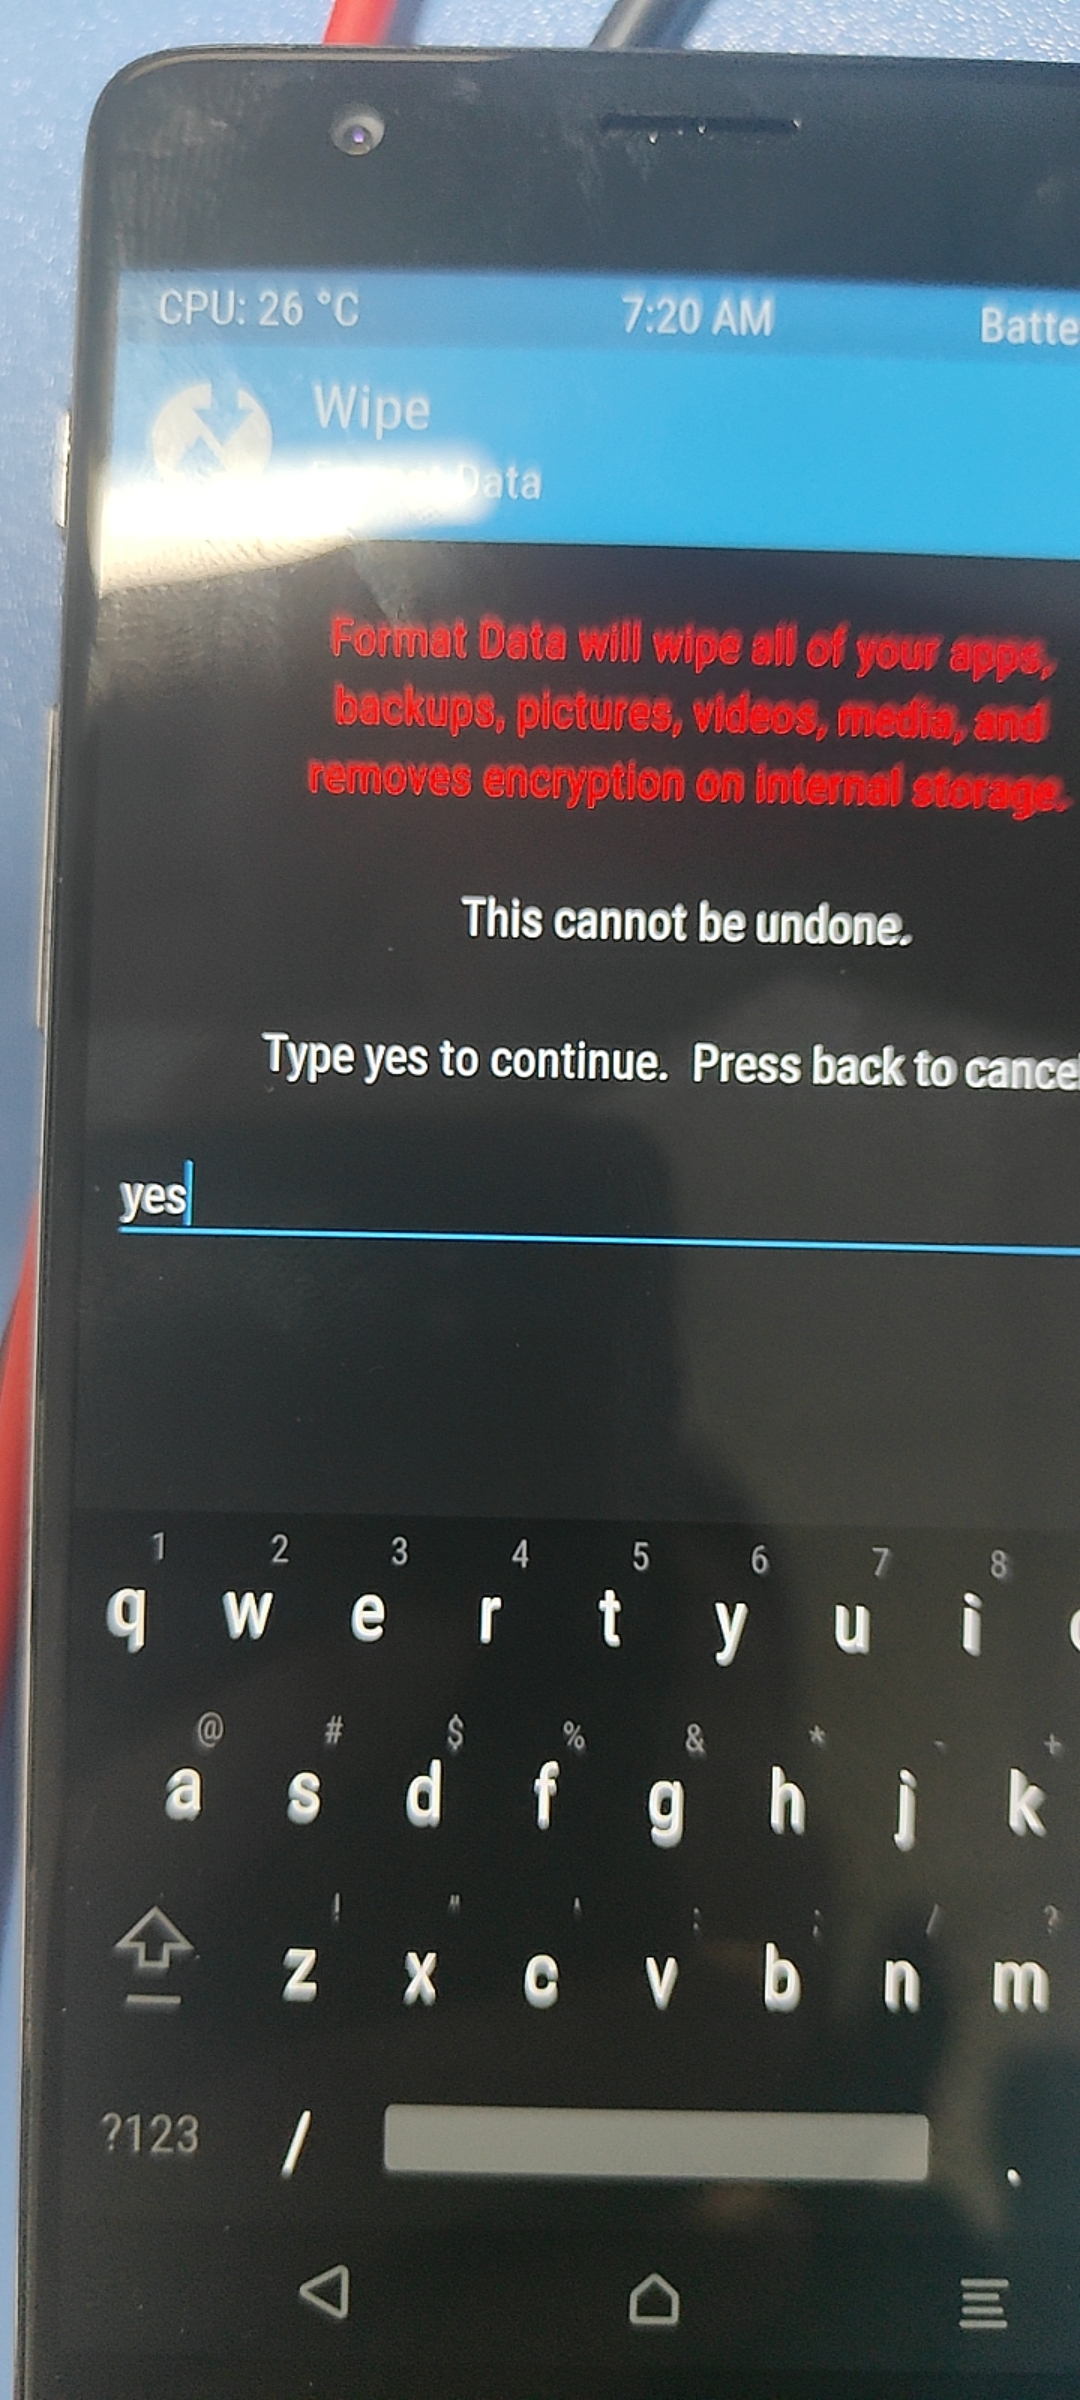 CPU: 26 °C 7:20 AM Batte
Wipe
Data
Format Data will wipe all of your apps,
backups, pictures, videos, media, and
removes encryption on internal storage.
This cannot be undone.
Type yes to continue. Press back to cancel
yes
1 2 3 4 5 6 7 8
q w e r t y u i
@ # $ % & * - +
a s d f g h j k
! " ' : ; / ?
z x c v b n m
?123 / .